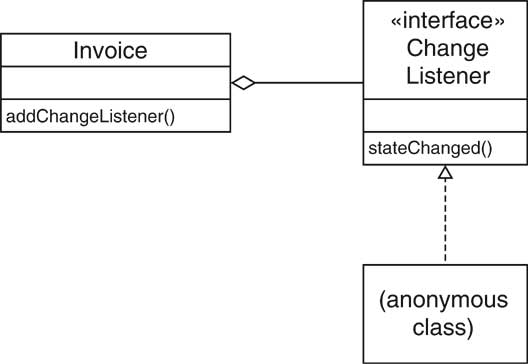 Invoice
addChangeListener()
«interface»
Change
Listener
stateChanged()
(anonymous
class)